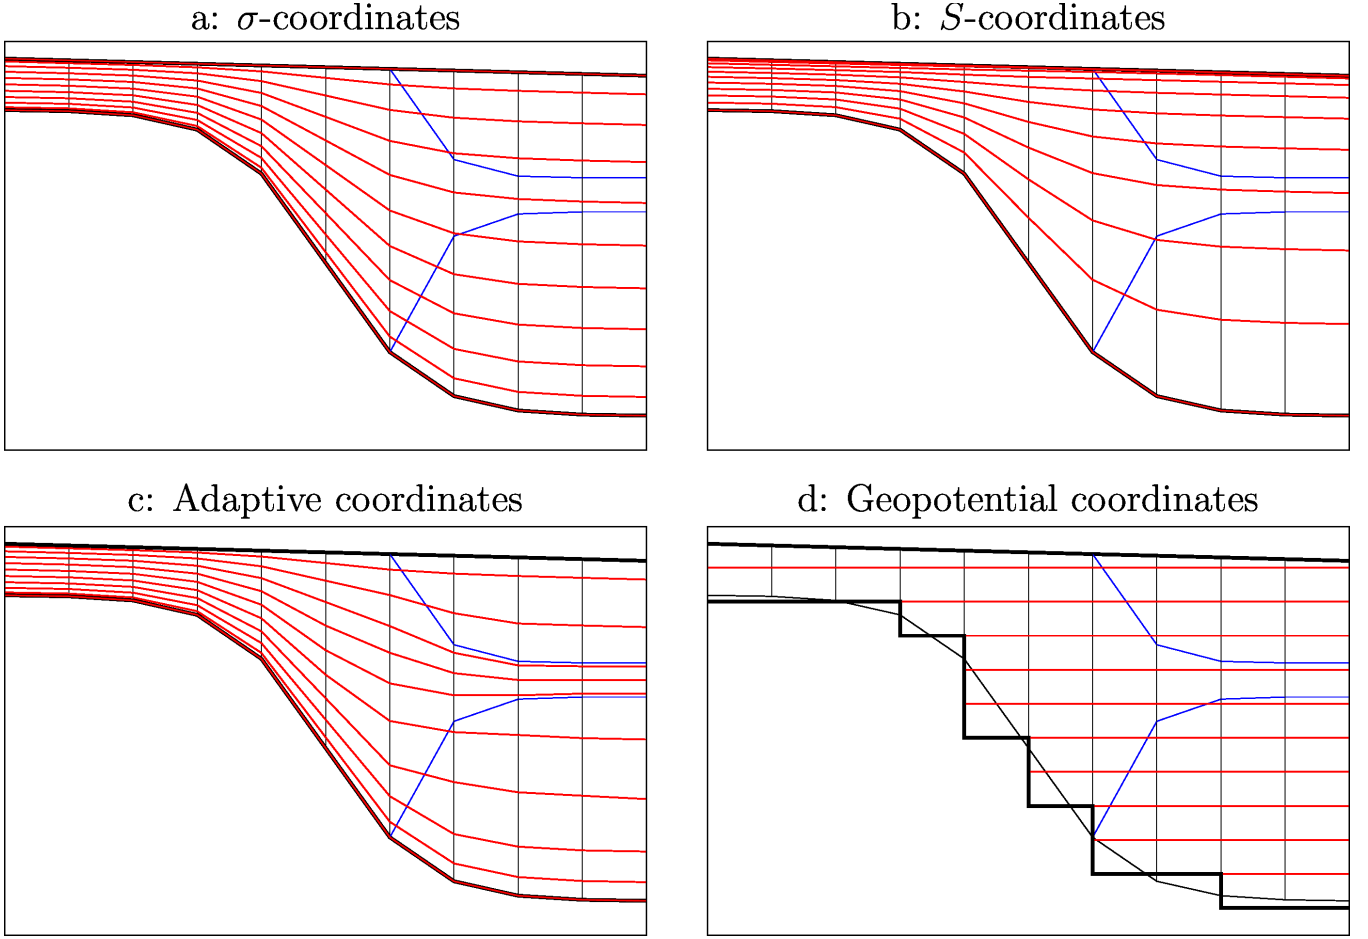 a: σ-coordinates
b: S-coordinates
c: Adaptive coordinates
d: Geopotential coordinates